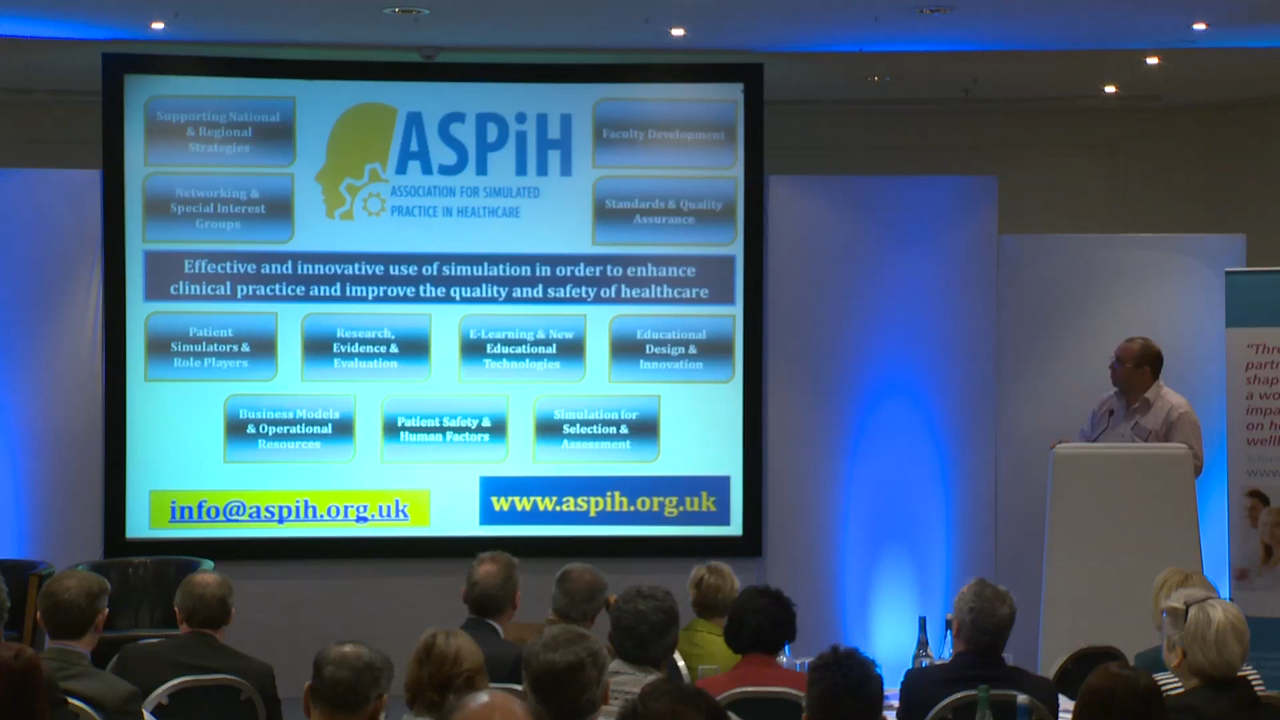 Supporting National
& Regional
Strategies
Networking &
Special Interest
Groups
ASPiH
ASSOCIATION FOR SIMULATED
PRACTICE IN HEALTHCARE
Faculty Development
Standards & Quality
Assurance
Effective and innovative use of simulation in order to enhance
clinical practice and improve the quality and safety of healthcare
Patient
Simulators &
Role Players
Research,
Evidence &
Evaluation
E-Learning & New
Educational
Technologies
Educational
Design &
Innovation
Business Models
& Operational
Resources
Patient Safety &
Human Factors
Simulation for
Selection &
Assessment
info@aspih.org.uk
www.aspih.org.uk
"Thr
partn
shap
a wo
impa
on h
well
www